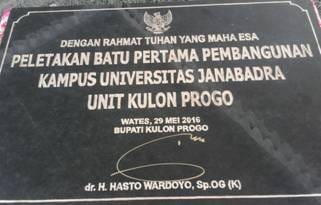 DENGAN RAHMAT TUHAN YANG MAHA ESA
PELETAKAN BATU PERTAMA PEMBANGUNAN
KAMPUS UNIVERSITAS JANABADRA
UNIT KULON PROGO
WATES, 29 MEI 2016
BUPATI KULON PROGO
dr. H. HASTO WARDOYO, Sp.OG (K)